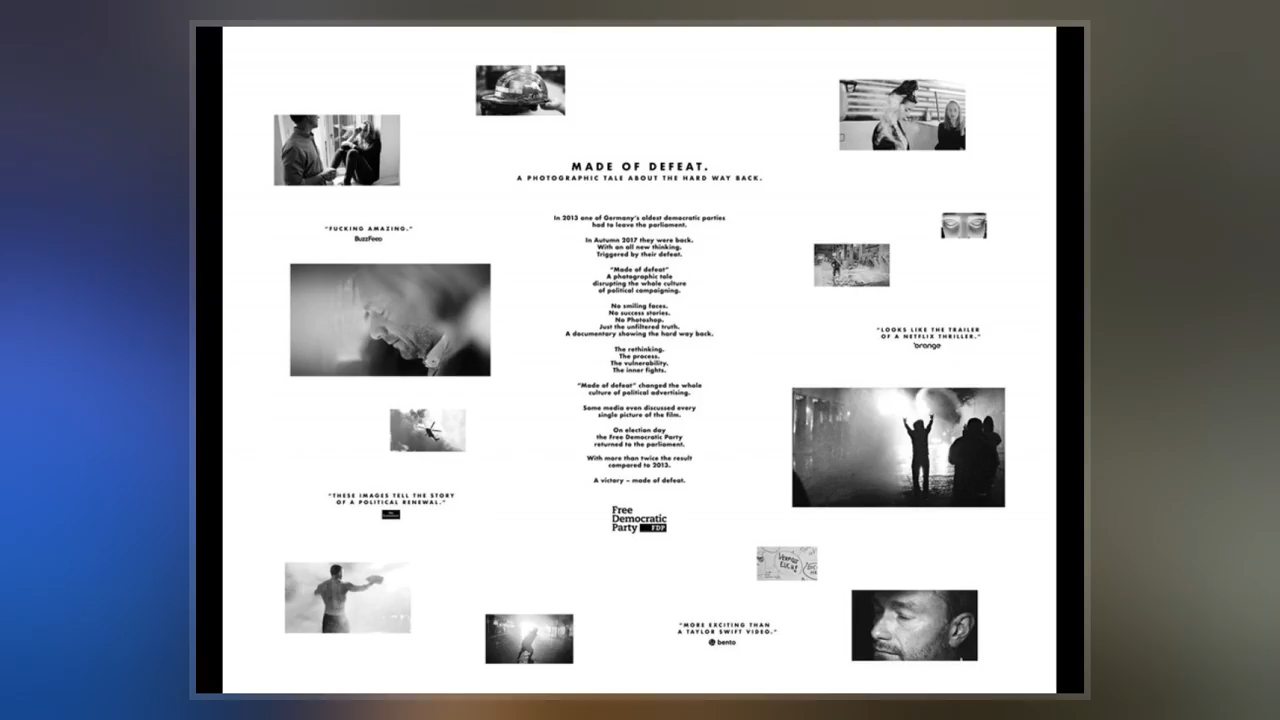 MADE OF DEFEAT.
A PHOTOGRAPHIC TALE ABOUT THE HARD WAY BACK.
In 2013 one of Germany's oldest democratic parties
had to leave the parliament.
In Autumn 2017 they were back.
With an all new thinking.
Triggered by their defeat.
"Made of defeat"
A photographic tale
disrupting the whole culture
of political campaigning.
No smiling faces.
No success stories.
No Photoshop.
Just the unfiltered truth.
A documentary showing the hard way back.
The rethinking.
The process.
The vulnerability.
The inner fights.
"Made of defeat" changed the whole
culture of political advertising.
Some media even discussed every
single picture of the film.
On election day
the Free Democratic Party
returned to the parliament.
With more than twice the result
compared to 2013.
A victory – made of defeat.
Free
Democratic
Party FDP
"FUCKING AMAZING."
BuzzFeed
"THESE IMAGES TELL THE STORY
OF A POLITICAL RENEWAL."
"LOOKS LIKE THE TRAILER
OF A NETFLIX THRILLER."
'orange
"MORE EXCITING THAN
A TAYLOR SWIFT VIDEO."
bento